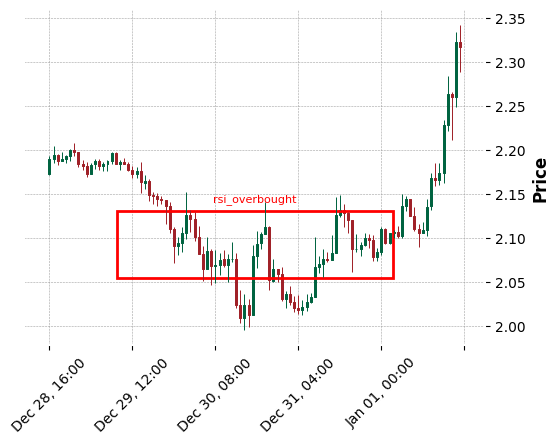 2.35
2.30
2.25
2.20
2.15
2.10
2.05
2.00
Price
rsi_overbought
Dec 28, 16:00
Dec 29, 12:00
Dec 30, 08:00
Dec 31, 04:00
Jan 01, 00:00